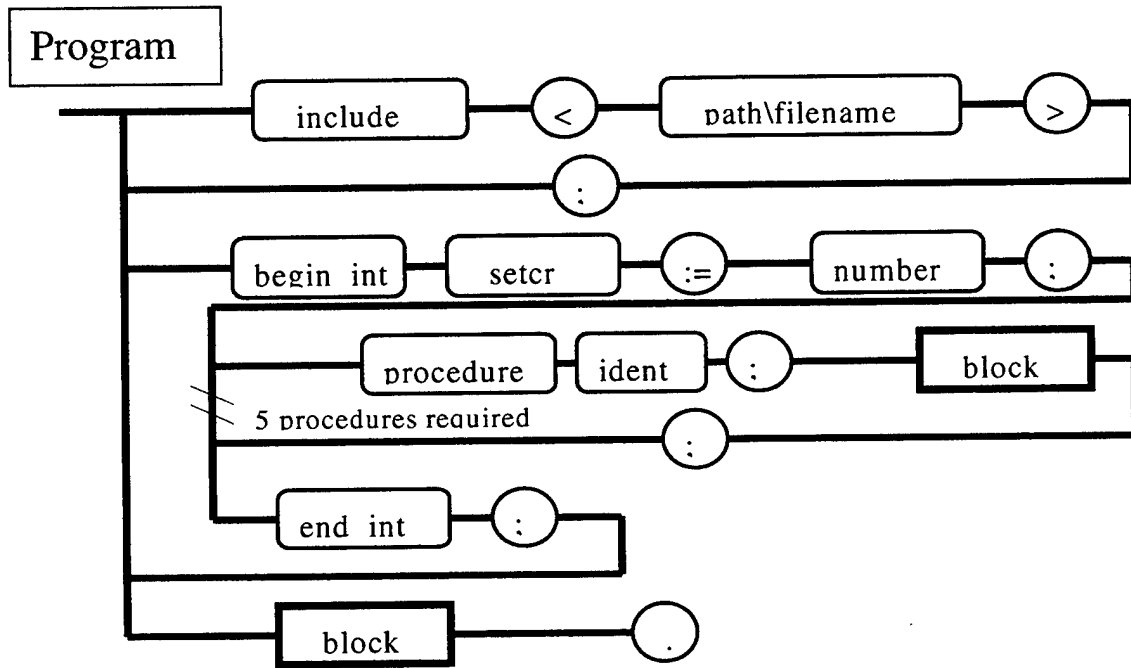 Program
include < path\filename >
;
begin int setcr := number ;
procedure ident ; block
5 procedures required
;
end int ;
block .